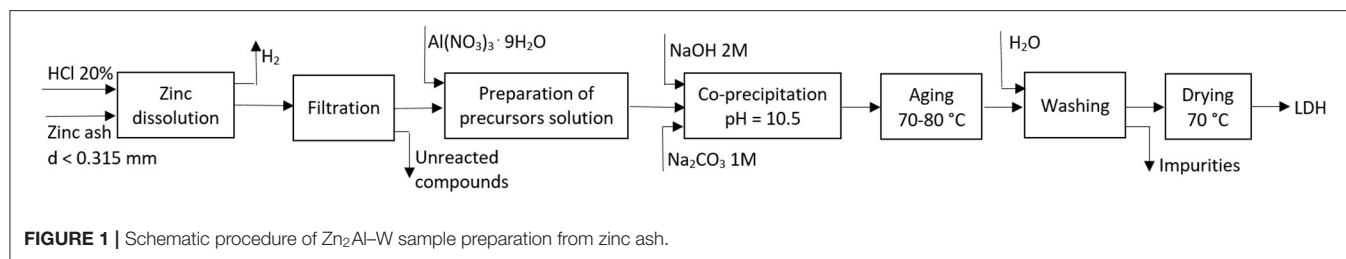 HCl 20%
Zinc ash
d < 0.315 mm
Zinc
dissolution
H₂
Filtration
Unreacted
compounds
Al(NO₃)₃ · 9H₂O
Preparation of
precursors solution
NaOH 2M
Na₂CO₃ 1M
Co-precipitation
pH = 10.5
Aging
70-80 °C
H₂O
Washing
Impurities
Drying
70 °C
LDH
FIGURE 1 | Schematic procedure of Zn₂Al–W sample preparation from zinc ash.